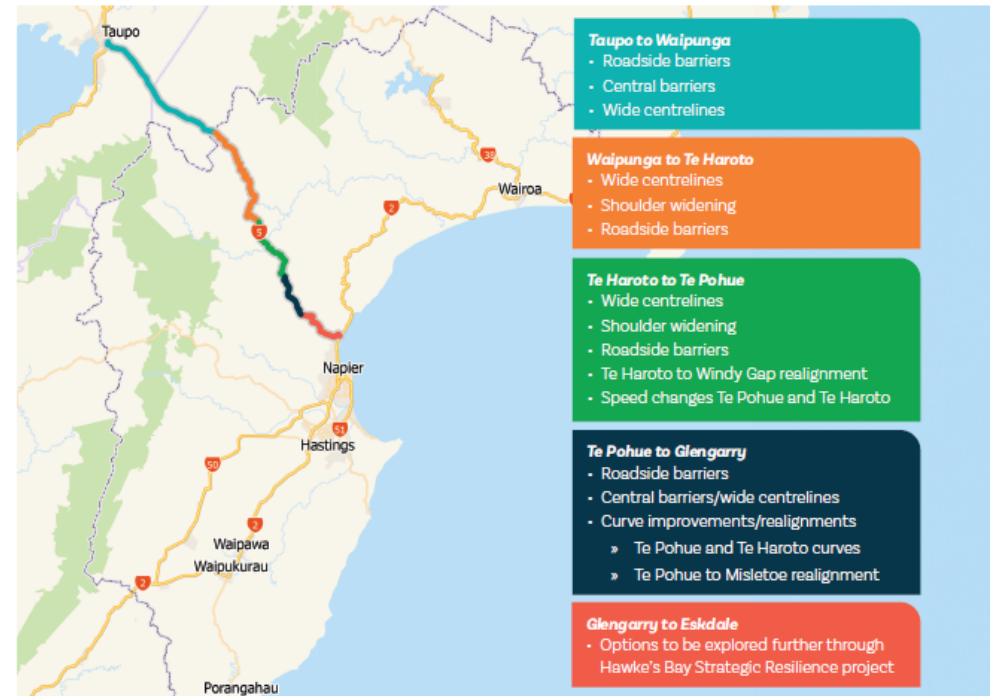 Taupo
38
Wairoa
2
5
Napier
51
Hastings
50
2
Waipawa
Waipukurau
2
Porangahau
Taupo to Waipunga
- Roadside barriers
- Central barriers
- Wide centrelines
Waipunga to Te Haroto
- Wide centrelines
- Shoulder widening
- Roadside barriers
Te Haroto to Te Pohue
- Wide centrelines
- Shoulder widening
- Roadside barriers
- Te Haroto to Windy Gap realignment
- Speed changes Te Pohue and Te Haroto
Te Pohue to Glengarry
- Roadside barriers
- Central barriers/wide centrelines
- Curve improvements/realignments
» Te Pohue and Te Haroto curves
» Te Pohue to Misletoe realignment
Glengarry to Eskdale
- Options to be explored further through
Hawke's Bay Strategic Resilience project